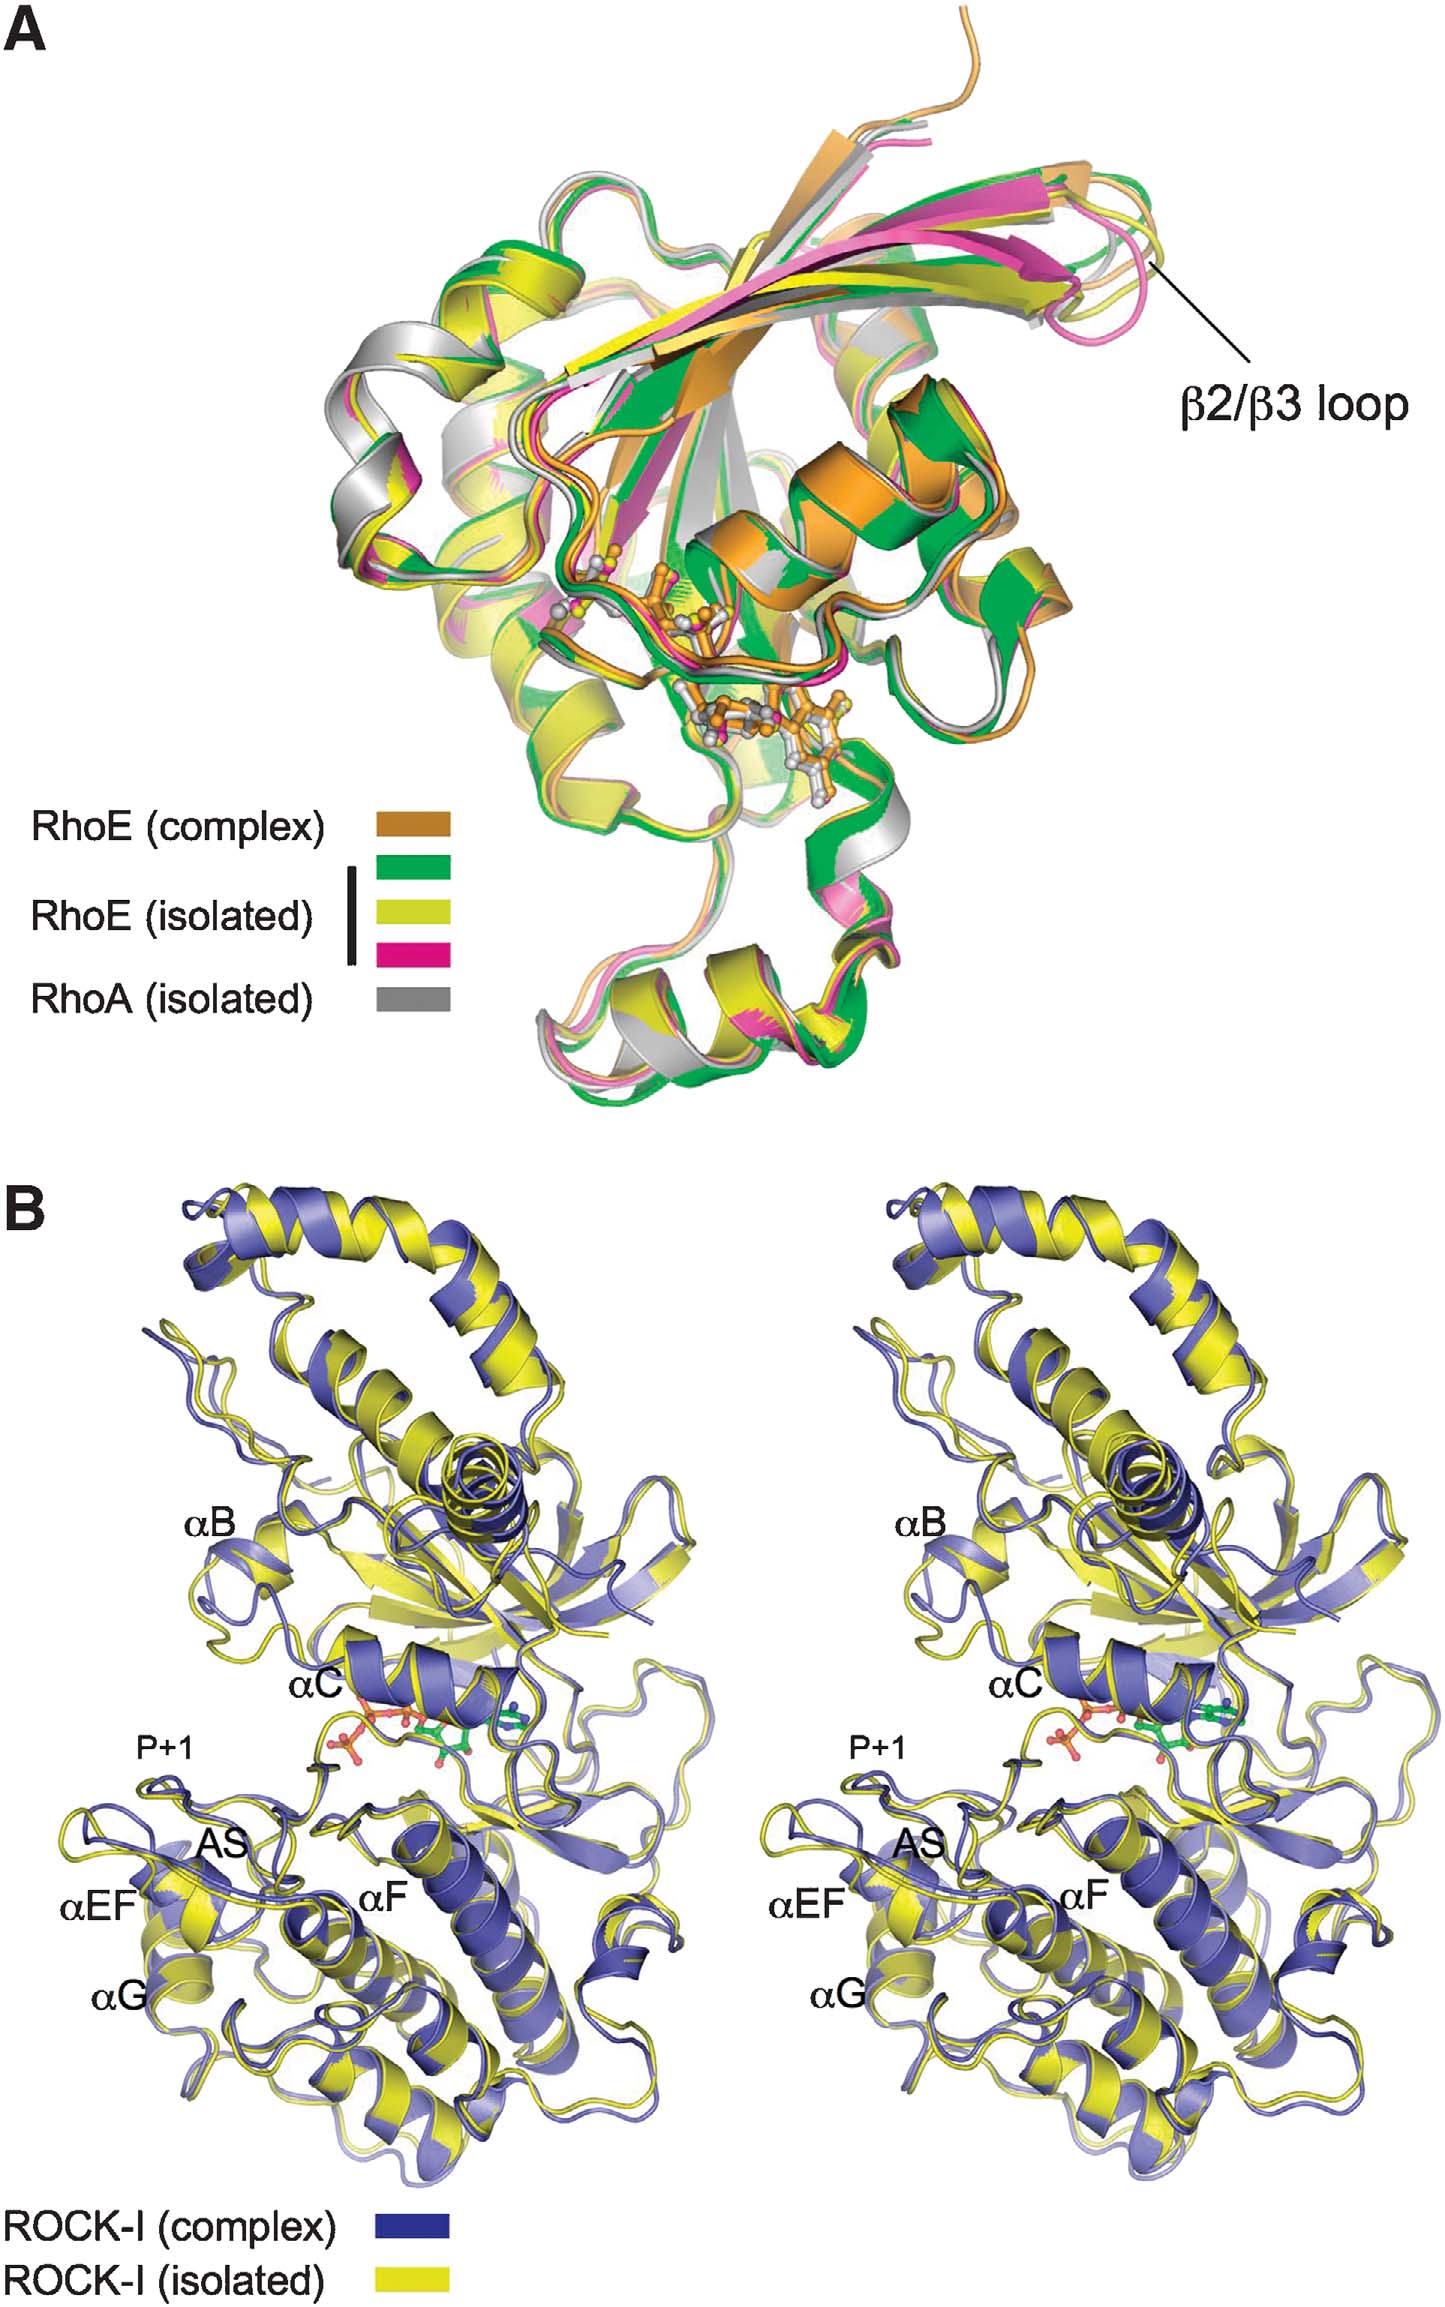 A
β2/β3 loop
RhoE (complex)
RhoE (isolated)
RhoA (isolated)
B
αB αB
αC αC
P+1 P+1
AS AS
αEF αF αEF αF
αG αG
ROCK-I (complex)
ROCK-I (isolated)